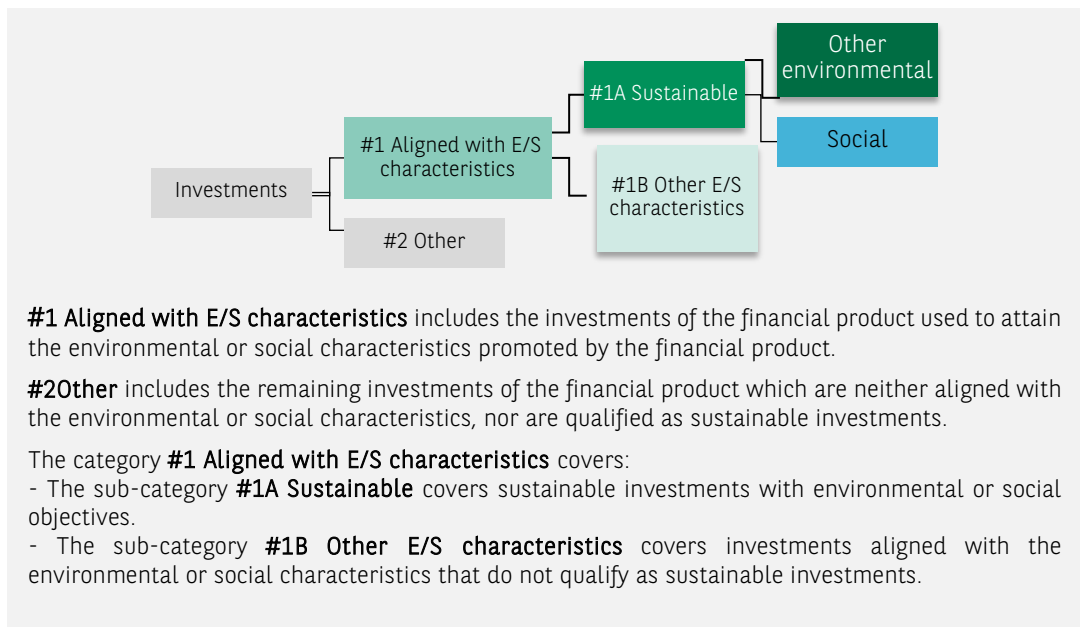 Other
environmental
#1A Sustainable
Social
#1 Aligned with E/S
characteristics
#1B Other E/S
characteristics
Investments
#2 Other
#1 Aligned with E/S characteristics includes the investments of the financial product used to attain
the environmental or social characteristics promoted by the financial product.
#2Other includes the remaining investments of the financial product which are neither aligned with
the environmental or social characteristics, nor are qualified as sustainable investments.
The category #1 Aligned with E/S characteristics covers:
- The sub-category #1A Sustainable covers sustainable investments with environmental or social
objectives.
- The sub-category #1B Other E/S characteristics covers investments aligned with the
environmental or social characteristics that do not qualify as sustainable investments.